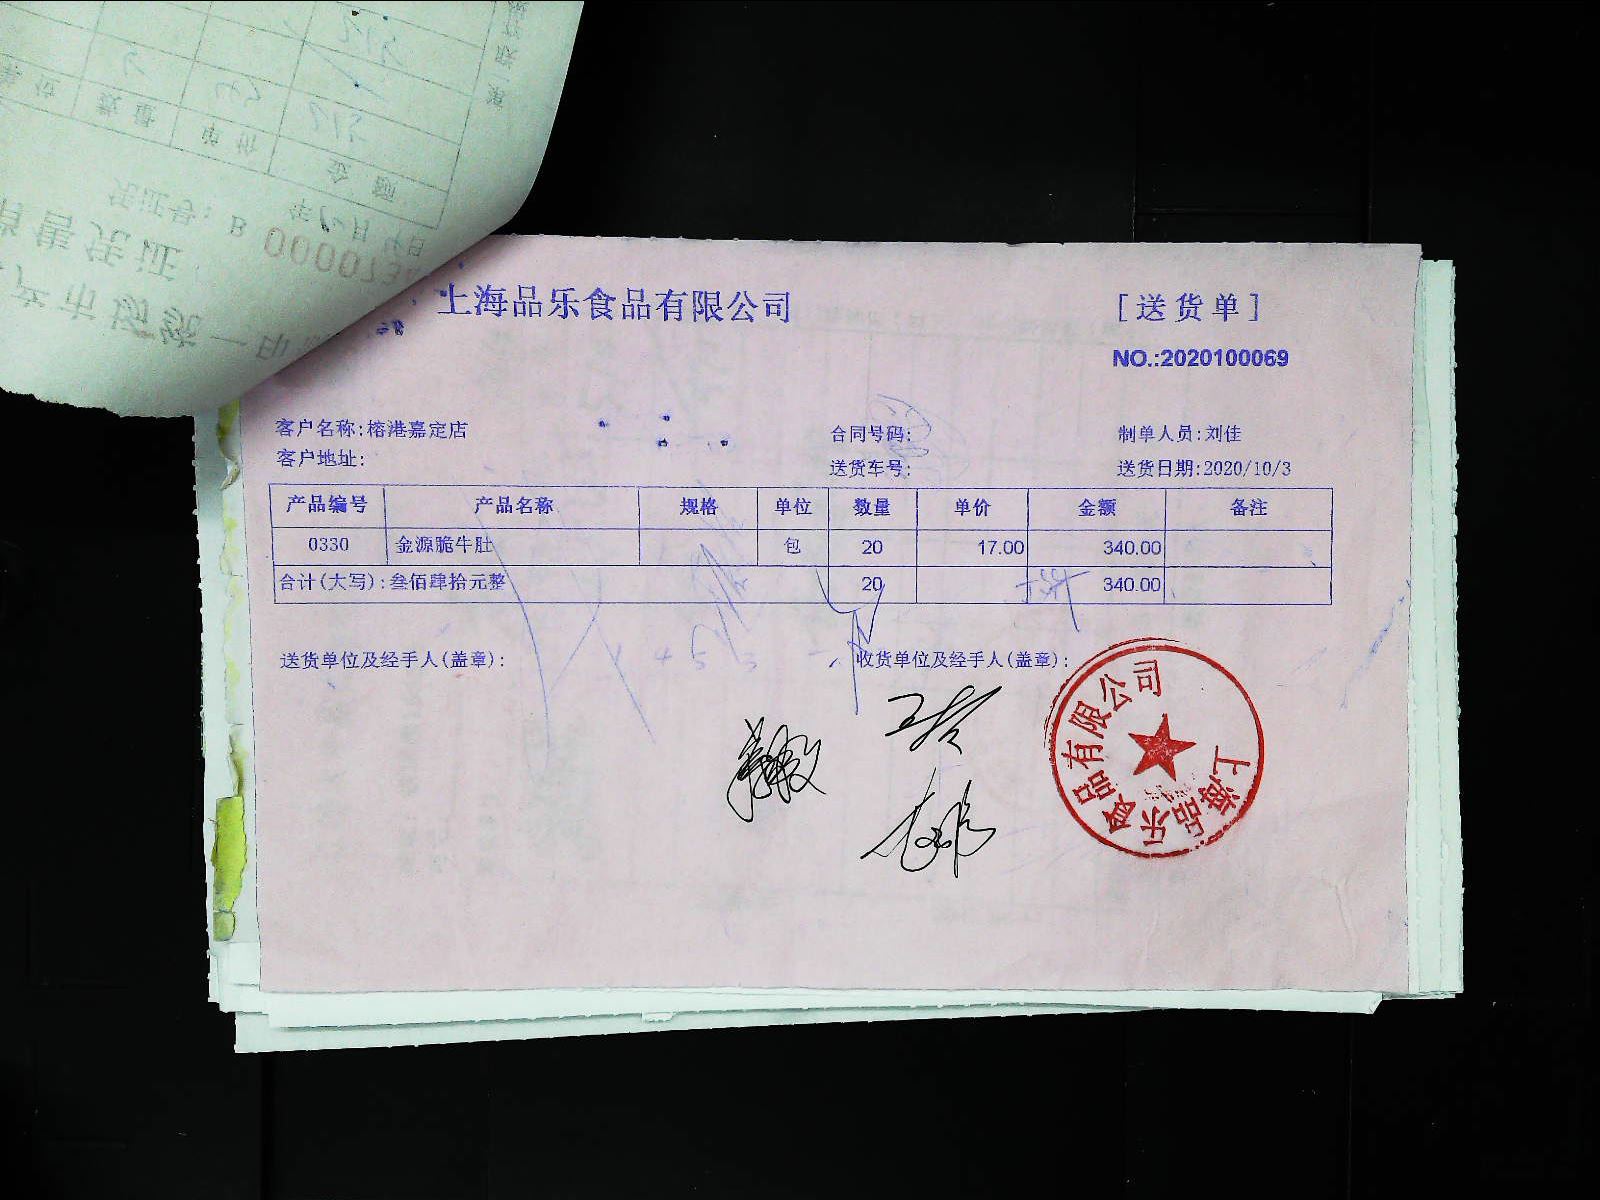 上海品乐食品有限公司
[送货单]
NO.:2020100069
客户名称:榕港嘉定店
合同号码:
制单人员:刘佳
客户地址:
送货车号:
送货日期:2020/10/3
产品编号 产品名称 规格 单位 数量 单价 金额 备注
0330 金源脆牛肚 包 20 17.00 340.00
合计(大写):叁佰肆拾元整 20 340.00
送货单位及经手人(盖章):
收货单位及经手人(盖章):
上海品乐食品有限公司